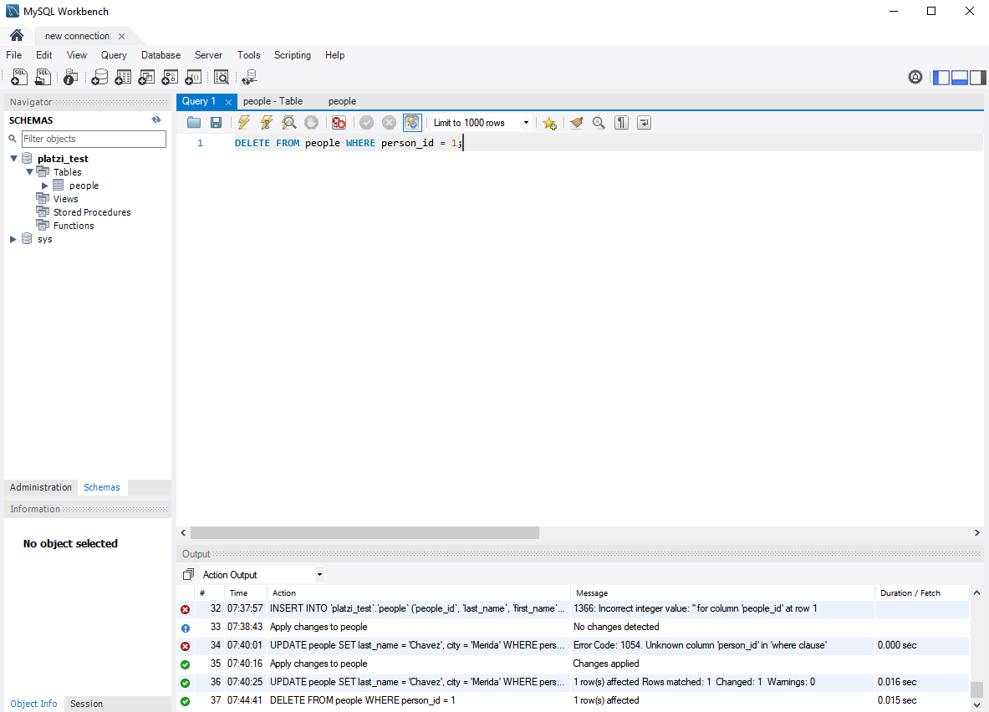 MySQL Workbench
new connection
File Edit View Query Database Server Tools Scripting Help
Navigator
SCHEMAS
Filter objects
platzi_test
Tables
people
Views
Stored Procedures
Functions
sys
Administration Schemas
Information
No object selected
Object Info Session
Query 1 people - Table people
Limit to 1000 rows
1 DELETE FROM people WHERE person_id = 1;
Output
Action Output
# Time Action Message Duration / Fetch
32 07:37:57 INSERT INTO `platzi_test`.`people` (`people_id`, `last_name`, `first_name`... 1366: Incorrect integer value: '' for column 'people_id' at row 1
33 07:38:43 Apply changes to people No changes detected
34 07:40:01 UPDATE people SET last_name = 'Chavez', city = 'Merida' WHERE pers... Error Code: 1054. Unknown column 'person_id' in 'where clause' 0.000 sec
35 07:40:16 Apply changes to people Changes applied
36 07:40:25 UPDATE people SET last_name = 'Chavez', city = 'Merida' WHERE pers... 1 row(s) affected Rows matched: 1 Changed: 1 Warnings: 0 0.016 sec
37 07:44:41 DELETE FROM people WHERE person_id = 1 1 row(s) affected 0.015 sec